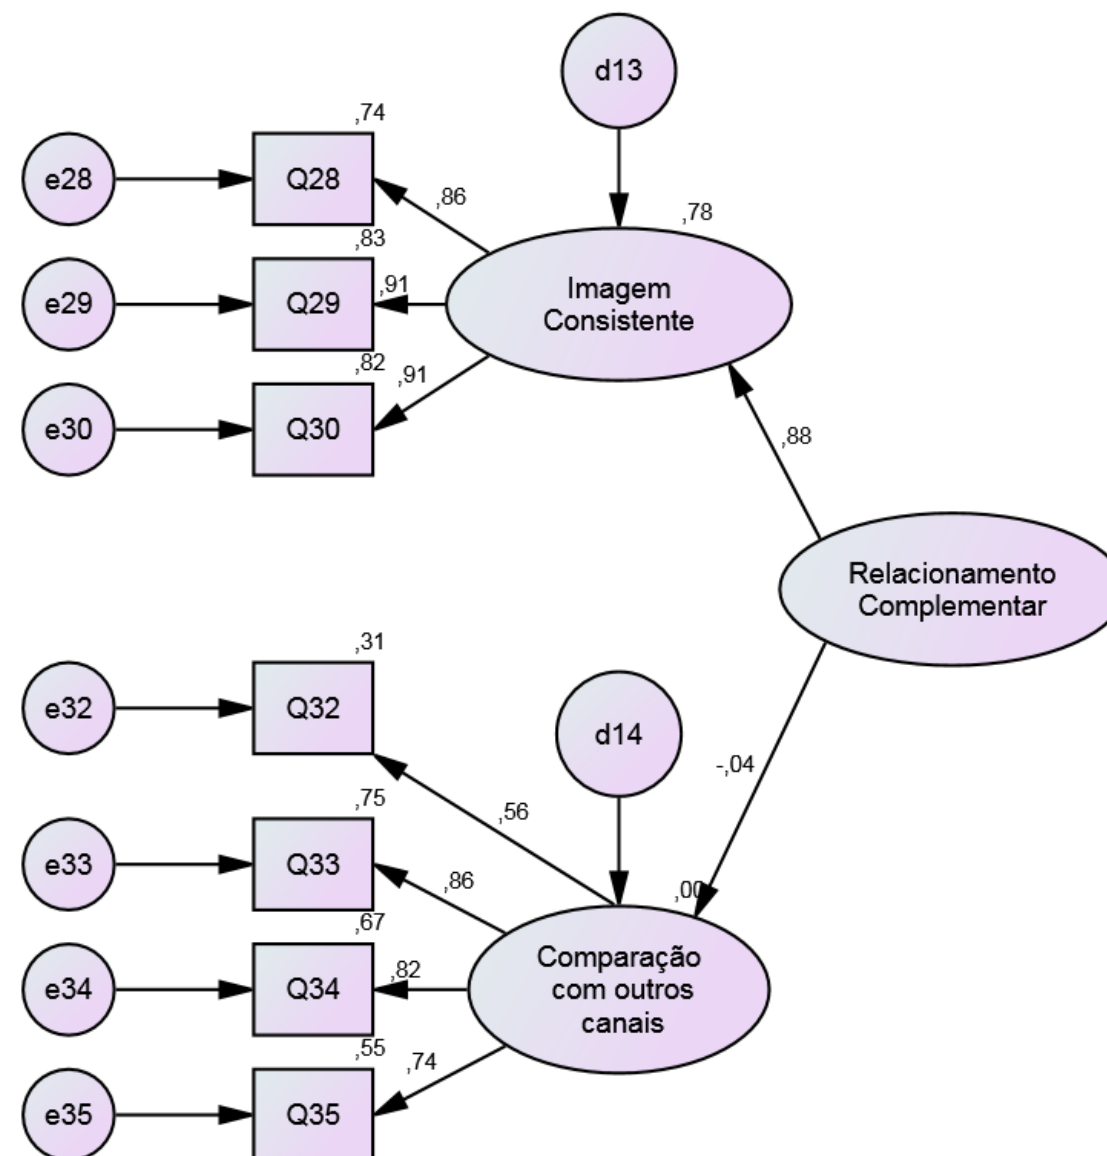 d13
,74
e28
Q28
,86
,78
,83
e29
Q29
,91
Imagem
Consistente
,82
,91
e30
Q30
,88
Relacionamento
Complementar
,31
e32
Q32
d14
-,04
,75
,56
e33
Q33
,86
,00
,67
e34
Q34
,82
Comparação
com outros
canais
,55
,74
e35
Q35